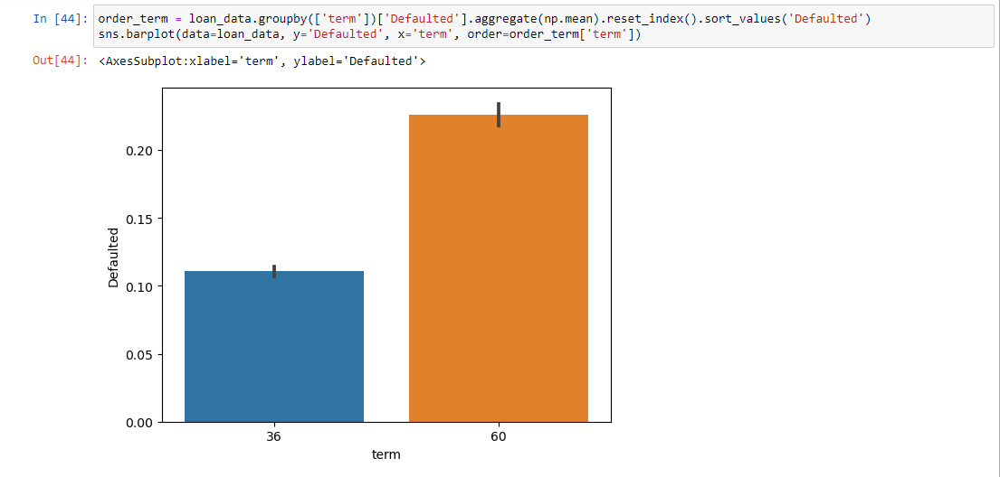 In [44]: order_term = loan_data.groupby(['term'])['Defaulted'].aggregate(np.mean).reset_index().sort_values('Defaulted')
sns.barplot(data=loan_data, y='Defaulted', x='term', order=order_term['term'])
Out[44]: <AxesSubplot:xlabel='term', ylabel='Defaulted'>
0.20
0.15
0.10
0.05
0.00
Defaulted
36 60
term